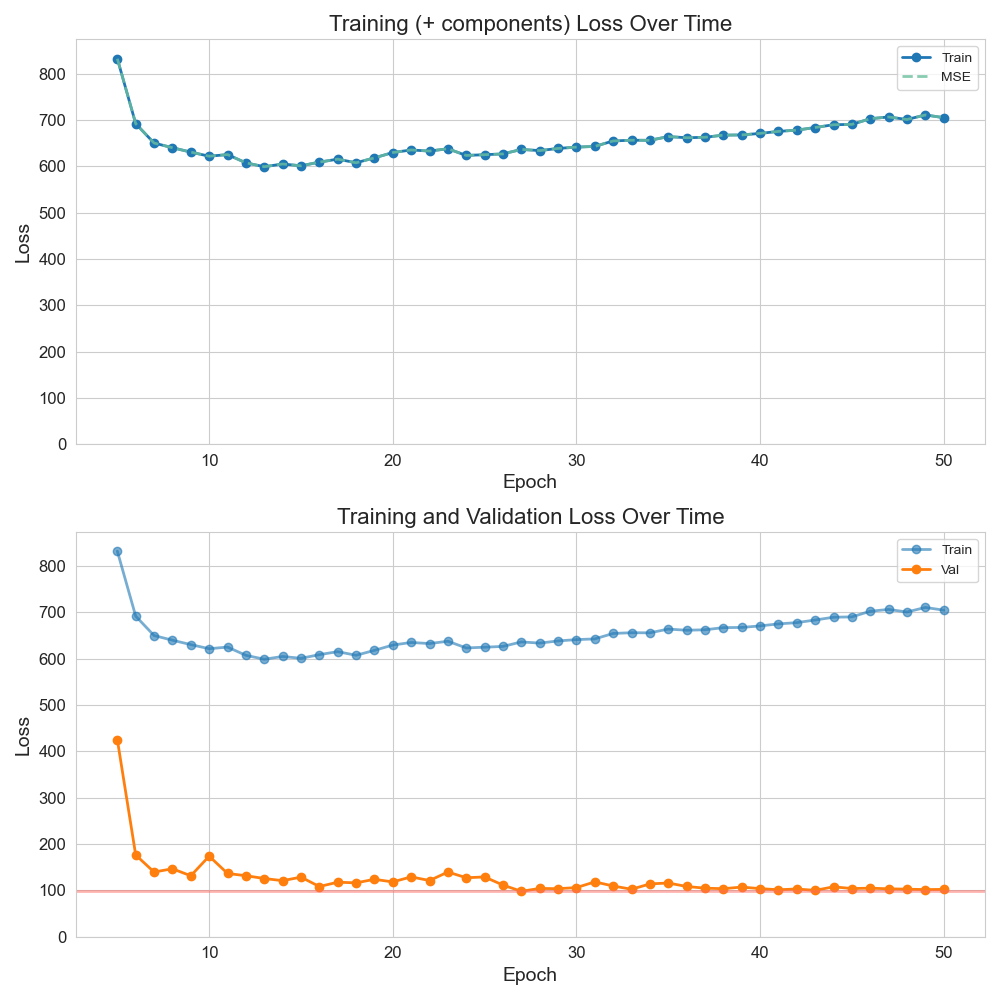 Training (+ components) Loss Over Time
Train
MSE
800
700
600
500
400
300
200
100
0
Loss
10 20 30 40 50
Epoch
Training and Validation Loss Over Time
Train
Val
800
700
600
500
400
300
200
100
0
Loss
10 20 30 40 50
Epoch